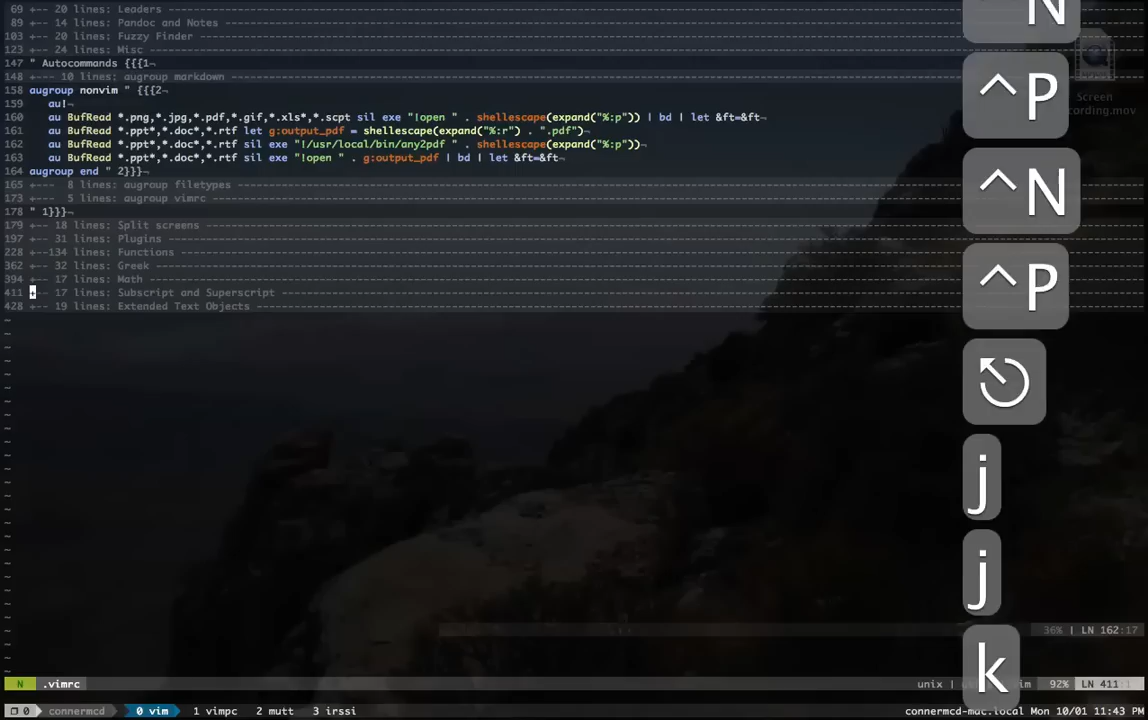 69 +-- 20 lines: Leaders
89 +-- 14 lines: Pandoc and Notes
103 +-- 20 lines: Fuzzy Finder
123 +-- 24 lines: Misc
147 " Autocommands {{{1¬
148 +--- 10 lines: augroup markdown
158 augroup nonvim " {{{2¬
159 au!¬
160 au BufRead *.png,*.jpg,*.pdf,*.gif,*.xls*,*.scpt sil exe "!open " . shellescape(expand("%:p")) | bd | let &ft=&ft¬
161 au BufRead *.ppt*,*.doc*,*.rtf let g:output_pdf = shellescape(expand("%:r") . ".pdf")¬
162 au BufRead *.ppt*,*.doc*,*.rtf sil exe "!/usr/local/bin/any2pdf " . shellescape(expand("%:p"))¬
163 au BufRead *.ppt*,*.doc*,*.rtf sil exe "!open " . g:output_pdf | bd | let &ft=&ft¬
164 augroup end " 2}}}¬
165 +--- 8 lines: augroup filetypes
173 +--- 5 lines: augroup vimrc
178 " 1}}}¬
179 +-- 18 lines: Split screens
197 +-- 31 lines: Plugins
228 +--134 lines: Functions
362 +-- 32 lines: Greek
394 +-- 17 lines: Math
411 +-- 17 lines: Subscript and Superscript
428 +-- 19 lines: Extended Text Objects
^N
^P
^N
^P
j
j
k
Screen
cording.mov
36% | LN 162:17
N .vimrc unix | vim 92% LN 411:1
0 connermcd 0 vim 1 vimpc 2 mutt 3 irssi connermcd-mac.local Mon 10/01 11:43 PM